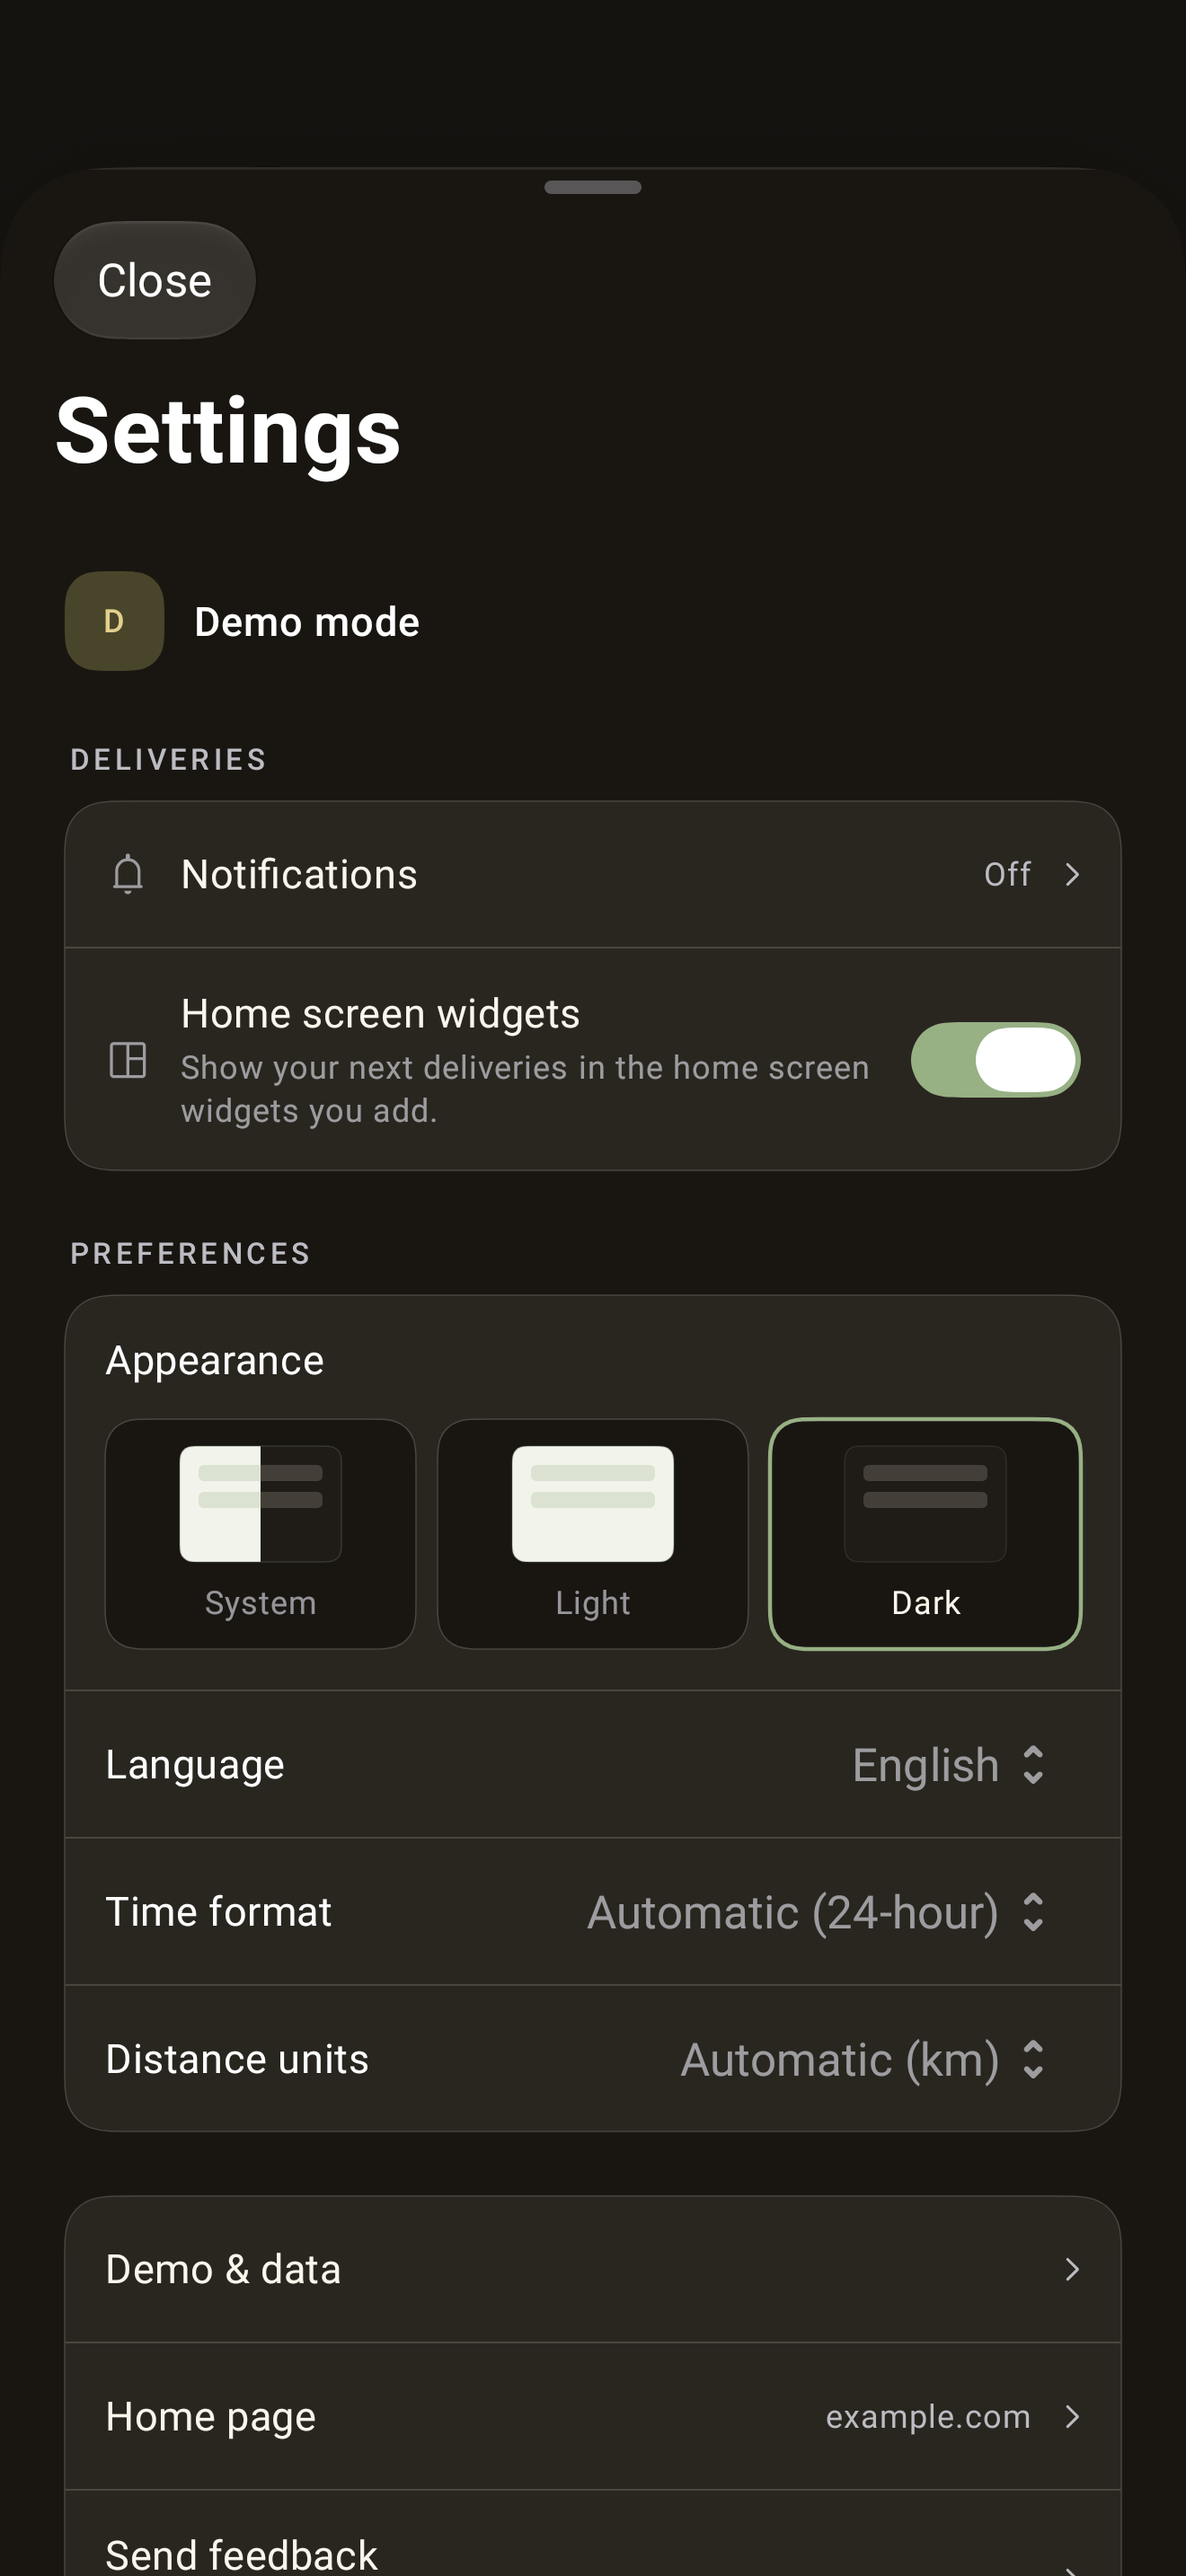 Close
Settings
D
Demo mode
DELIVERIES
Notifications
Off
Home screen widgets
Show your next deliveries in the home screen
widgets you add.
PREFERENCES
Appearance
System
Light
Dark
Language
English
Time format
Automatic (24-hour)
Distance units
Automatic (km)
Demo & data
Home page
example.com
Send feedback